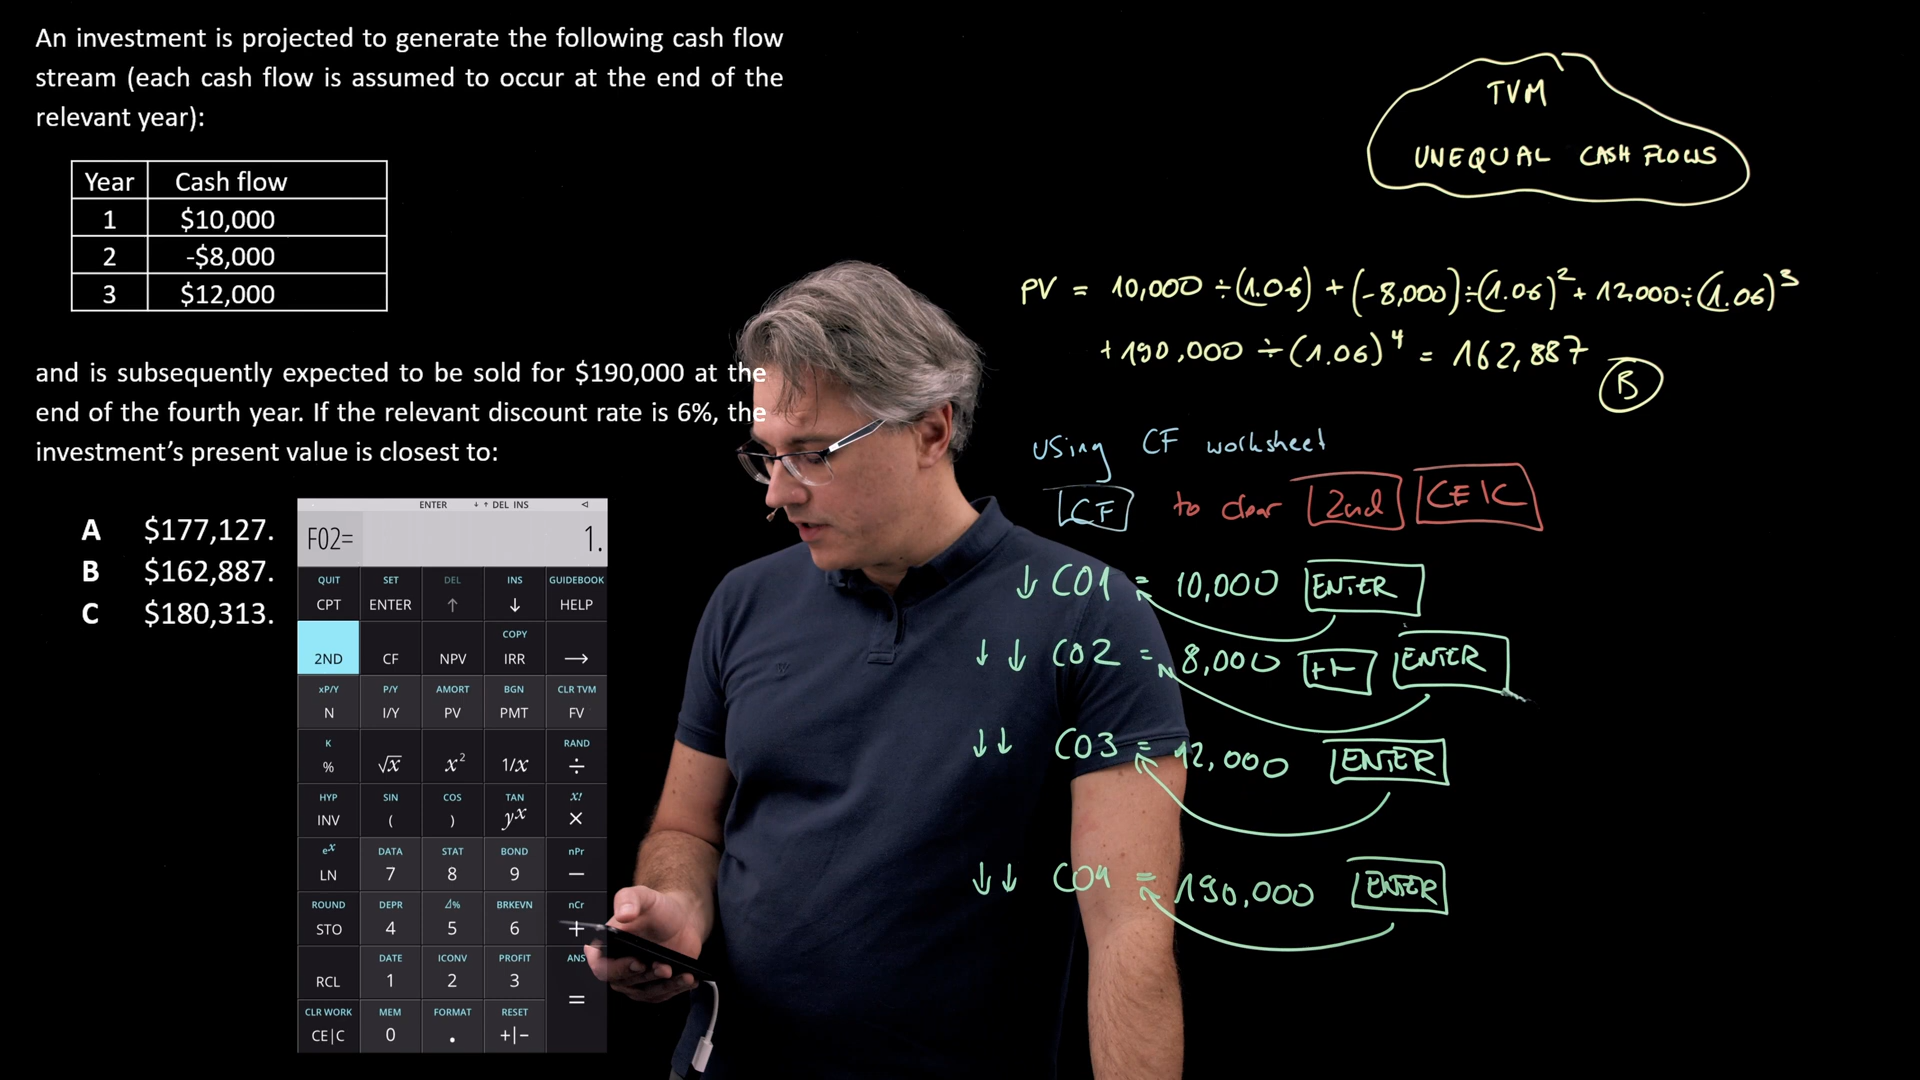 An investment is projected to generate the following cash flow
stream (each cash flow is assumed to occur at the end of the
relevant year):
Year Cash flow
1 $10,000
2 -$8,000
3 $12,000
and is subsequently expected to be sold for $190,000 at the
end of the fourth year. If the relevant discount rate is 6%, the
investment's present value is closest to:
A $177,127.
B $162,887.
C $180,313.
ENTER ↓ ↑ DEL INS ◁
F02= 1.
QUIT SET DEL INS GUIDEBOOK
CPT ENTER ↑ ↓ HELP
COPY
2ND CF NPV IRR →
xP/Y P/Y AMORT BGN CLR TVM
N I/Y PV PMT FV
K RAND
% √x x² 1/x ÷
HYP SIN COS TAN x!
INV ( ) yˣ ×
eˣ DATA STAT BOND nPr
LN 7 8 9 −
ROUND DEPR Δ% BRKEVN nCr
STO 4 5 6 +
DATE ICONV PROFIT ANS
RCL 1 2 3 =
CLR WORK MEM FORMAT RESET
CE|C 0 . +|−
TVM
UNEQUAL CASH FLOWS
PV = 10,000 ÷ (1.06) + (-8,000) ÷ (1.06)² + 12,000 ÷ (1.06)³
+ 190,000 ÷ (1.06)⁴ = 162,887
B
using CF worksheet
CF to clear 2nd CE|C
↓ C01 = 10,000 ENTER
↓ ↓ C02 = 8,000 +|- ENTER
↓↓ C03 = 12,000 ENTER
↓↓ C04 = 190,000 ENTER